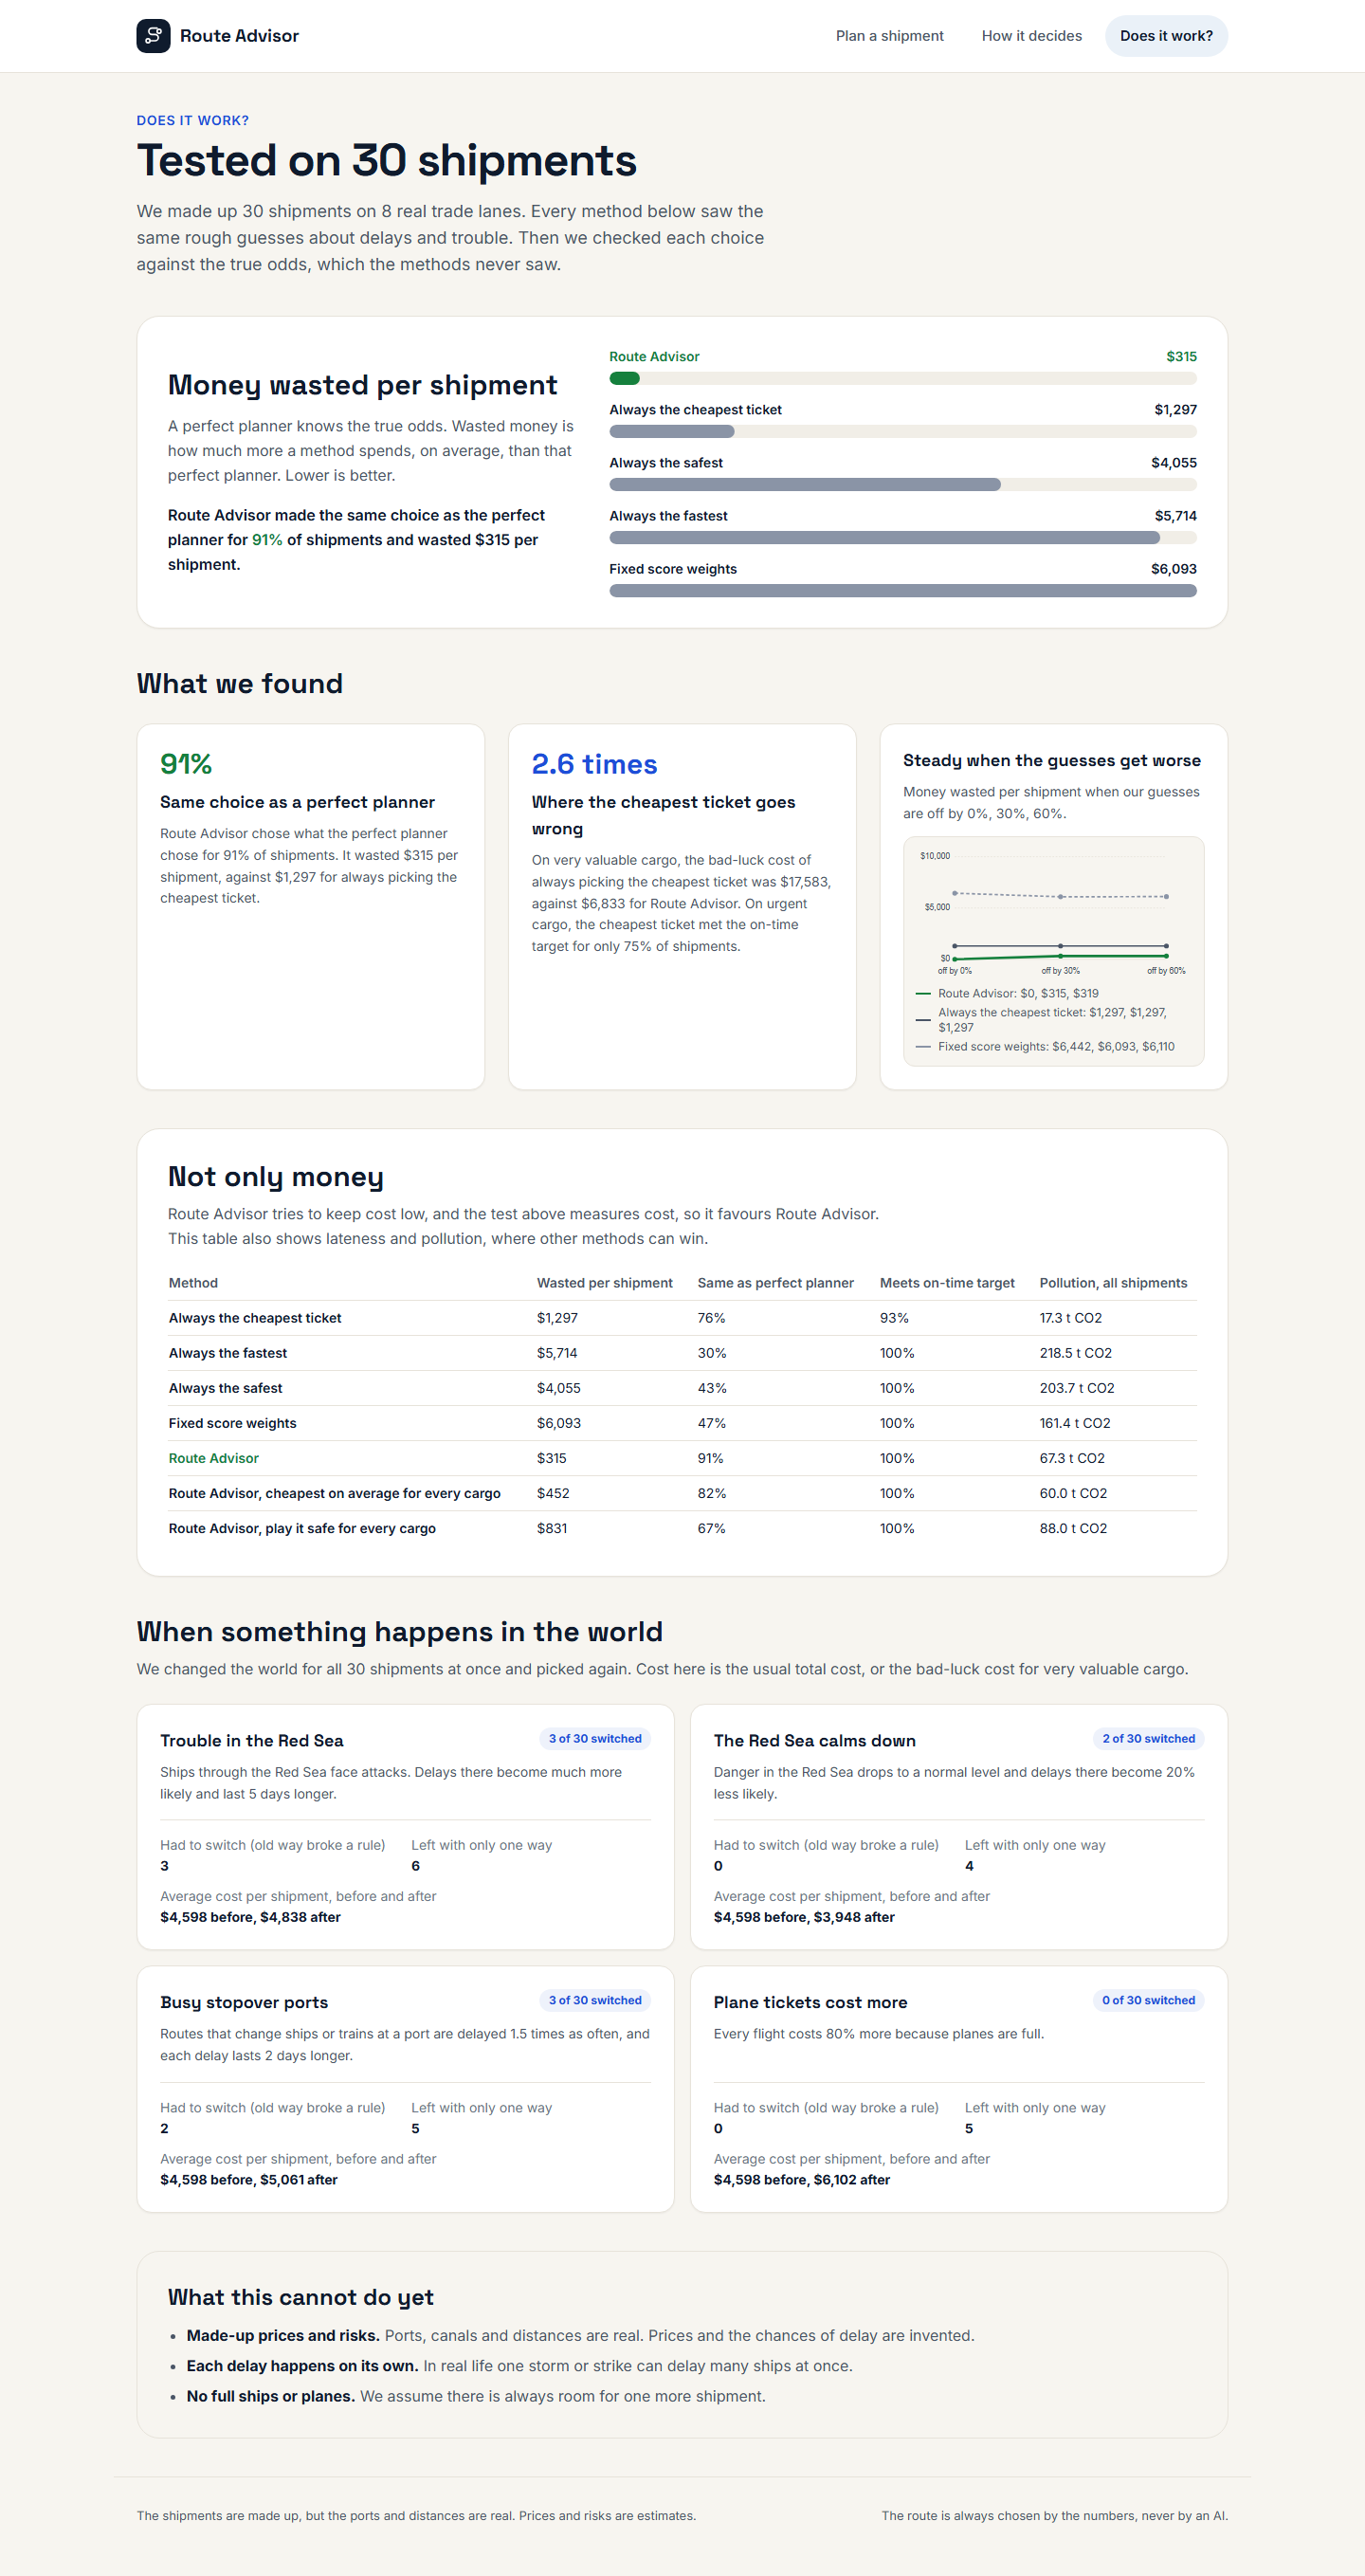 Route Advisor
Plan a shipment
How it decides
Does it work?
DOES IT WORK?
Tested on 30 shipments
We made up 30 shipments on 8 real trade lanes. Every method below saw the
same rough guesses about delays and trouble. Then we checked each choice
against the true odds, which the methods never saw.
Money wasted per shipment
A perfect planner knows the true odds. Wasted money is
how much more a method spends, on average, than that
perfect planner. Lower is better.
Route Advisor made the same choice as the perfect
planner for 91% of shipments and wasted $315 per
shipment.
Route Advisor $315
Always the cheapest ticket $1,297
Always the safest $4,055
Always the fastest $5,714
Fixed score weights $6,093
What we found
91%
Same choice as a perfect planner
Route Advisor chose what the perfect planner
chose for 91% of shipments. It wasted $315 per
shipment, against $1,297 for always picking the
cheapest ticket.
2.6 times
Where the cheapest ticket goes
wrong
On very valuable cargo, the bad-luck cost of
always picking the cheapest ticket was $17,583,
against $6,833 for Route Advisor. On urgent
cargo, the cheapest ticket met the on-time
target for only 75% of shipments.
Steady when the guesses get worse
Money wasted per shipment when our guesses
are off by 0%, 30%, 60%.
$10,000
$5,000
$0
off by 0% off by 30% off by 60%
Route Advisor: $0, $315, $319
Always the cheapest ticket: $1,297, $1,297,
$1,297
Fixed score weights: $6,442, $6,093, $6,110
Not only money
Route Advisor tries to keep cost low, and the test above measures cost, so it favours Route Advisor.
This table also shows lateness and pollution, where other methods can win.
Method Wasted per shipment Same as perfect planner Meets on-time target Pollution, all shipments
Always the cheapest ticket $1,297 76% 93% 17.3 t CO2
Always the fastest $5,714 30% 100% 218.5 t CO2
Always the safest $4,055 43% 100% 203.7 t CO2
Fixed score weights $6,093 47% 100% 161.4 t CO2
Route Advisor $315 91% 100% 67.3 t CO2
Route Advisor, cheapest on average for every cargo $452 82% 100% 60.0 t CO2
Route Advisor, play it safe for every cargo $831 67% 100% 88.0 t CO2
When something happens in the world
We changed the world for all 30 shipments at once and picked again. Cost here is the usual total cost, or the bad-luck cost for very valuable cargo.
Trouble in the Red Sea
3 of 30 switched
Ships through the Red Sea face attacks. Delays there become much more
likely and last 5 days longer.
Had to switch (old way broke a rule) Left with only one way
3 6
Average cost per shipment, before and after
$4,598 before, $4,838 after
The Red Sea calms down
2 of 30 switched
Danger in the Red Sea drops to a normal level and delays there become 20%
less likely.
Had to switch (old way broke a rule) Left with only one way
0 4
Average cost per shipment, before and after
$4,598 before, $3,948 after
Busy stopover ports
3 of 30 switched
Routes that change ships or trains at a port are delayed 1.5 times as often, and
each delay lasts 2 days longer.
Had to switch (old way broke a rule) Left with only one way
2 5
Average cost per shipment, before and after
$4,598 before, $5,061 after
Plane tickets cost more
0 of 30 switched
Every flight costs 80% more because planes are full.
Had to switch (old way broke a rule) Left with only one way
0 5
Average cost per shipment, before and after
$4,598 before, $6,102 after
What this cannot do yet
• Made-up prices and risks. Ports, canals and distances are real. Prices and the chances of delay are invented.
• Each delay happens on its own. In real life one storm or strike can delay many ships at once.
• No full ships or planes. We assume there is always room for one more shipment.
The shipments are made up, but the ports and distances are real. Prices and risks are estimates.
The route is always chosen by the numbers, never by an AI.